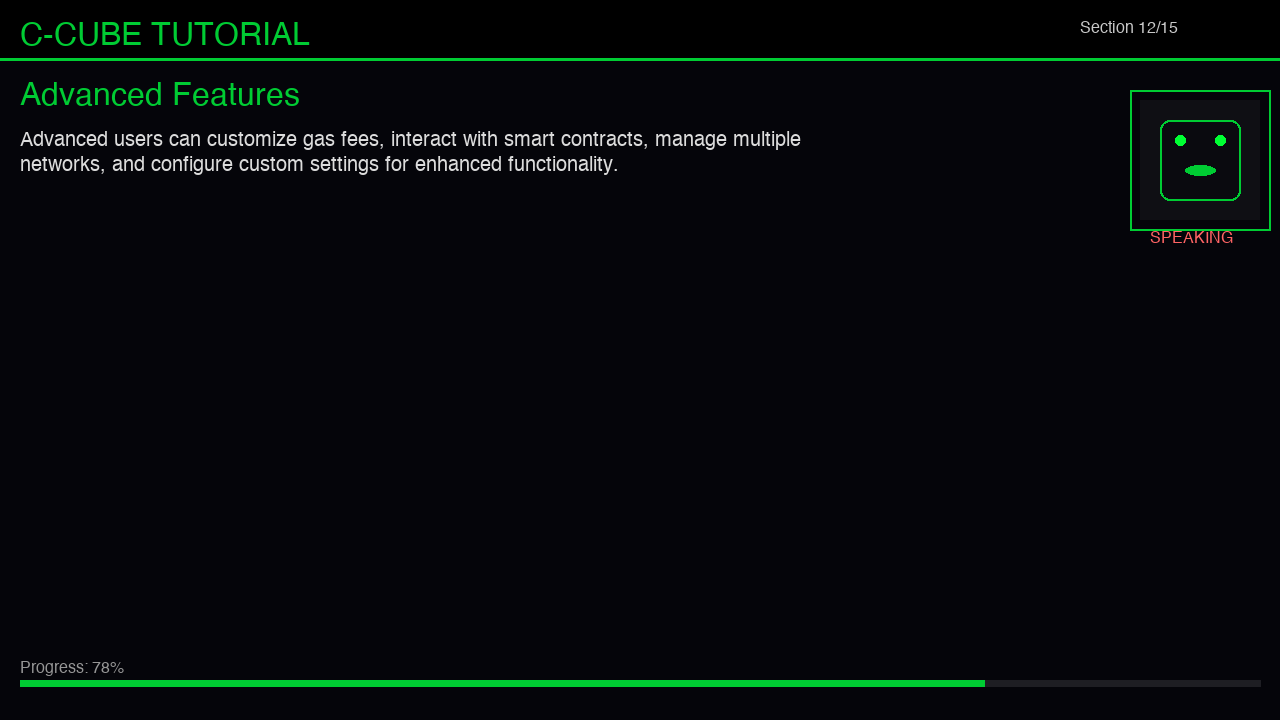 C-CUBE TUTORIAL
Section 12/15
Advanced Features
Advanced users can customize gas fees, interact with smart contracts, manage multiple
networks, and configure custom settings for enhanced functionality.
SPEAKING
Progress: 78%